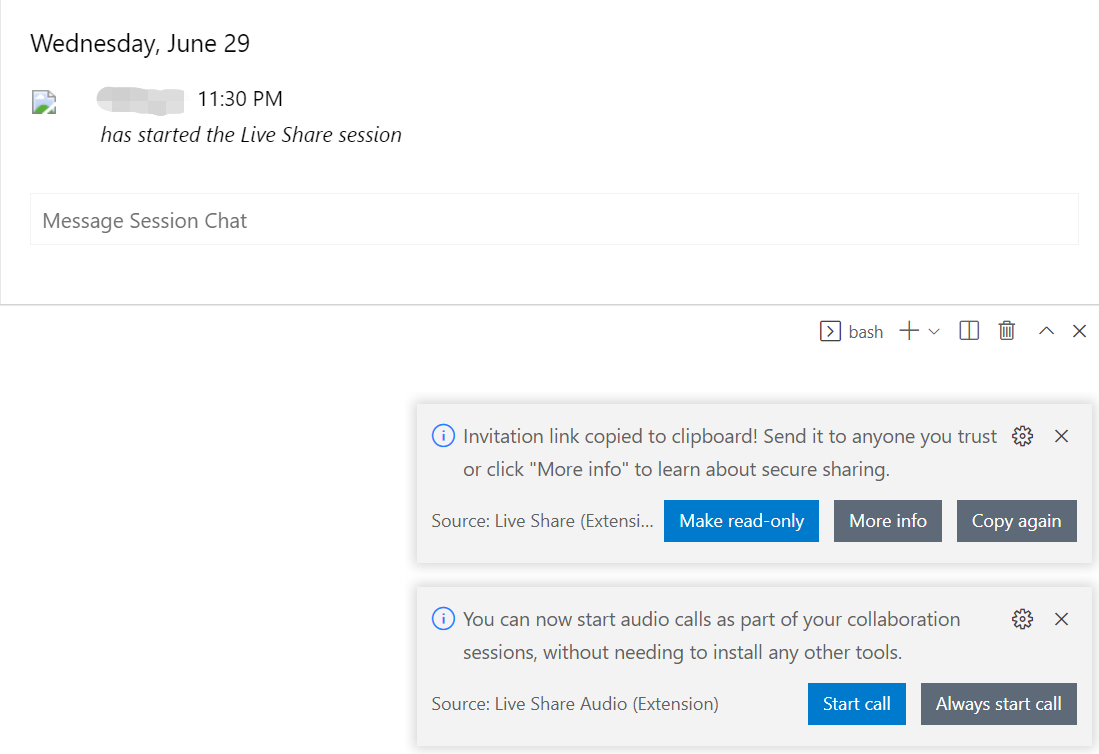 Wednesday, June 29
11:30 PM
has started the Live Share session
Message Session Chat
bash
Invitation link copied to clipboard! Send it to anyone you trust
or click "More info" to learn about secure sharing.
Source: Live Share (Extensi... Make read-only More info Copy again
You can now start audio calls as part of your collaboration
sessions, without needing to install any other tools.
Source: Live Share Audio (Extension) Start call Always start call